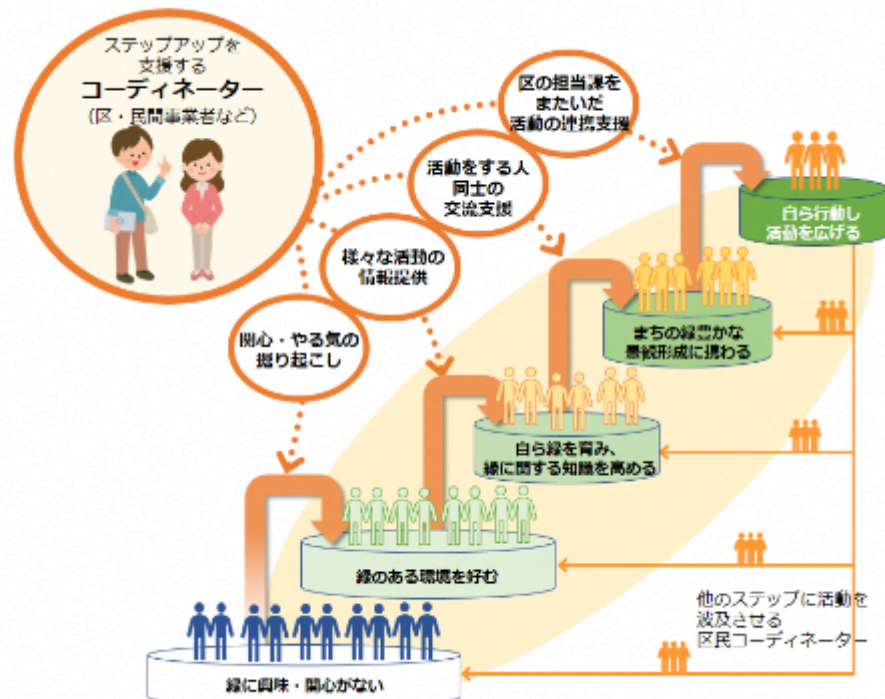 ステップアップを
支援する
コーディネーター
（区・民間事業者など）
区の担当課を
またいだ
活動の連携支援
活動をする人
同士の
交流支援
様々な活動の
情報提供
関心・やる気の
掘り起こし
自ら行動し
活動を広げる
まちの緑豊かな
景観形成に携わる
自ら緑を育み、
緑に関する知識を高める
緑のある環境を好む
緑に興味・関心がない
他のステップに活動を
波及させる
区民コーディネーター